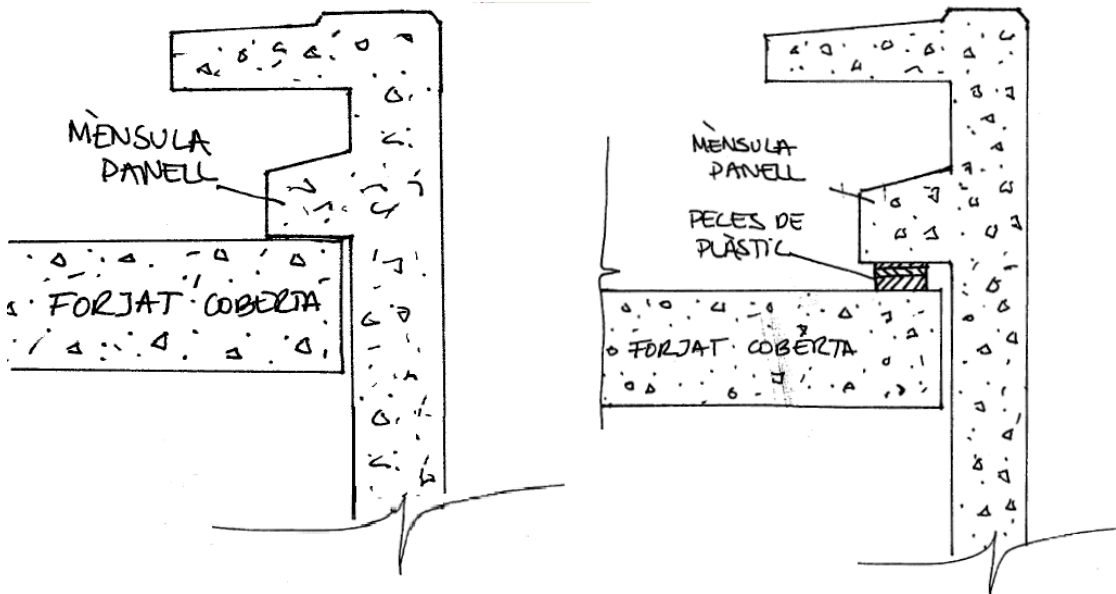 MÈNSULA
PANELL
FORJAT COBERTA
MÈNSULA
PANELL
PECES DE
PLÀSTIC
FORJAT COBERTA